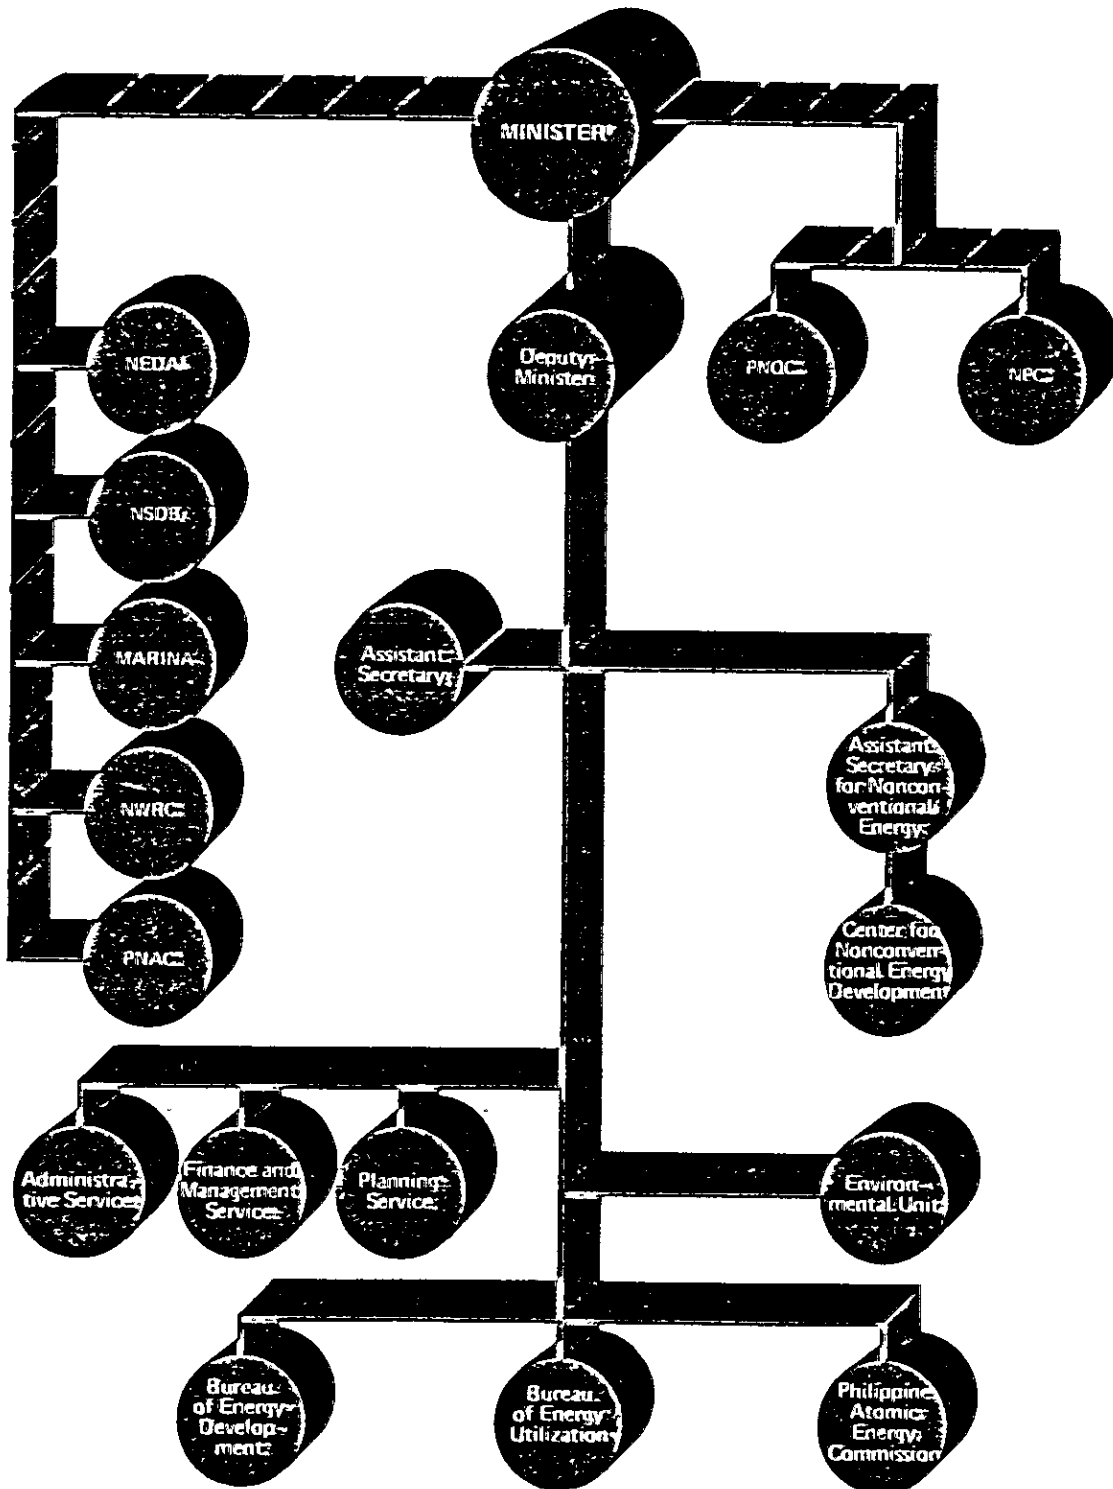 MINISTER
NEDA
Deputy
Minister
PNOC
NPC
NSDB
MARINA
Assistant
Secretary
Assistant
Secretary
for Noncon-
ventional
Energy
NWRC
PNAC
Center for
Nonconven-
tional Energy
Development
Administra-
tive Services
Finance and
Management
Services
Planning
Service
Environ-
mental Unit
Bureau
of Energy
Develop-
ment
Bureau
of Energy
Utilization
Philippine
Atomic
Energy
Commission